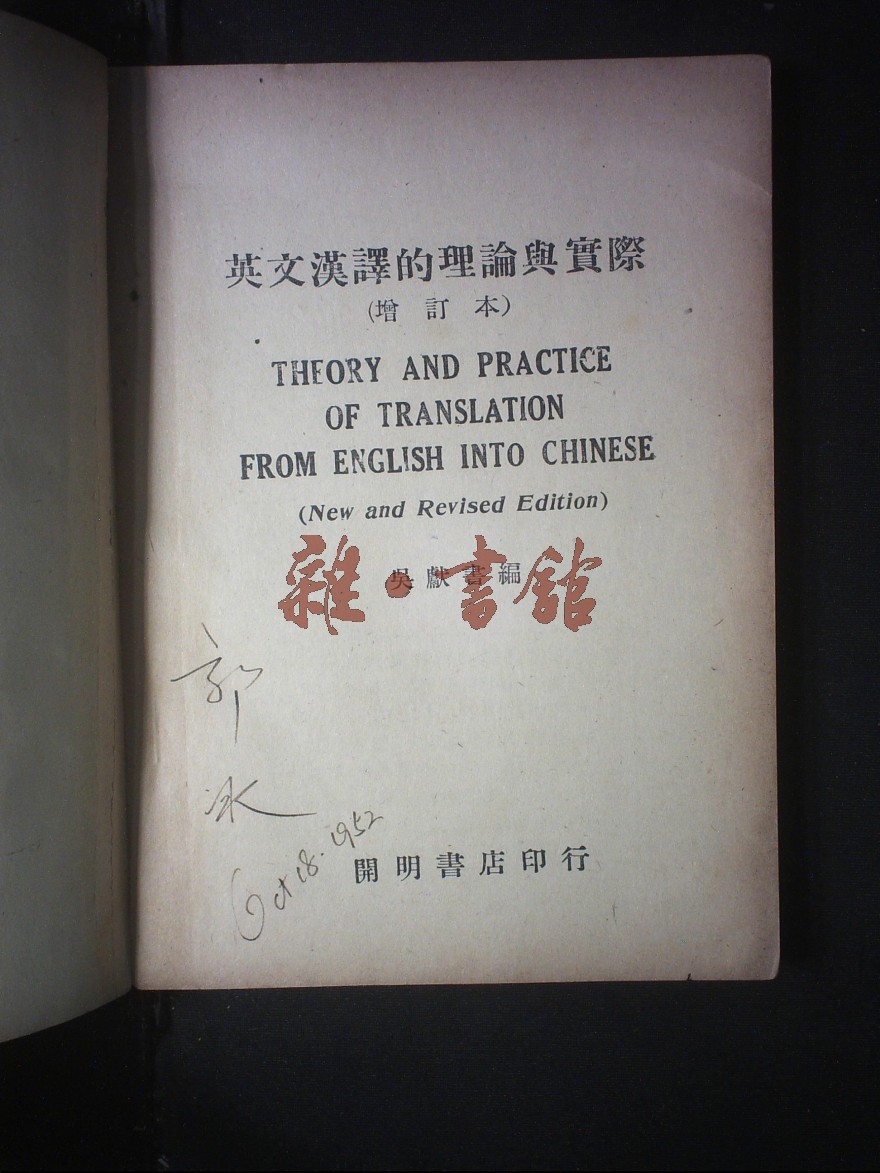 英文漢譯的理論與實際
(增訂本)
THEORY AND PRACTICE
OF TRANSLATION
FROM ENGLISH INTO CHINESE
(New and Revised Edition)
吳獻書編
雜·書館
郭
冰
Oct 18. 1952
開明書店印行